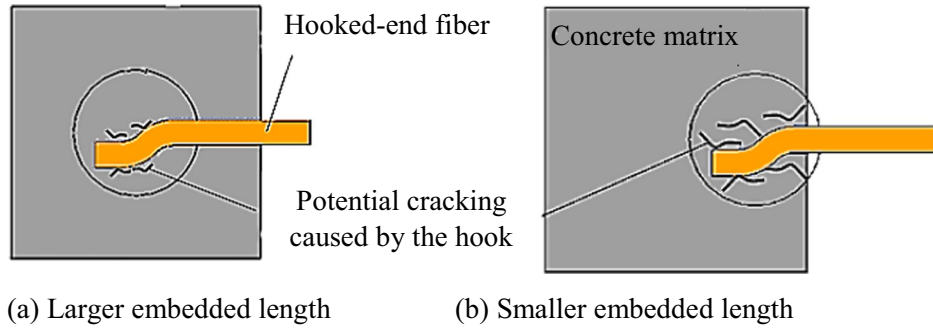 Hooked-end fiber
Concrete matrix
Potential cracking
caused by the hook
(a) Larger embedded length
(b) Smaller embedded length